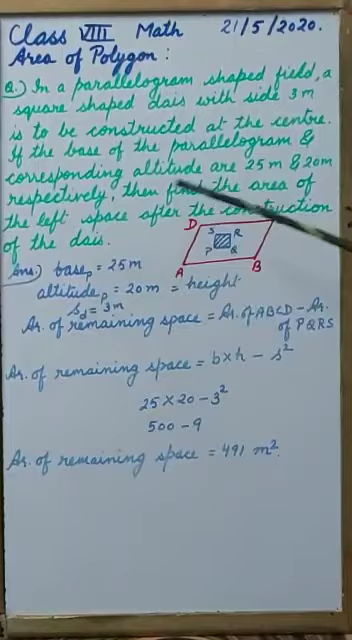 Class VIII Math 21/5/2020.
Area of Polygon :
Q.) In a parallelogram shaped field, a
square shaped dais with side 3m
is to be constructed at the centre.
If the base of the parallelogram &
corresponding altitude are 25m & 20m
respectively, then find the area of
the left space after the construction
of the dais.
D
S R
P Q
A B
Ans:) base p = 25m
altitude p = 20m = height
S d = 3m
Ar. of remaining space = Ar. of ABCD - Ar.
of PQRS
Ar. of remaining space = b x h - s²
25 x 20 - 3²
500 - 9
Ar. of remaining space = 491 m².